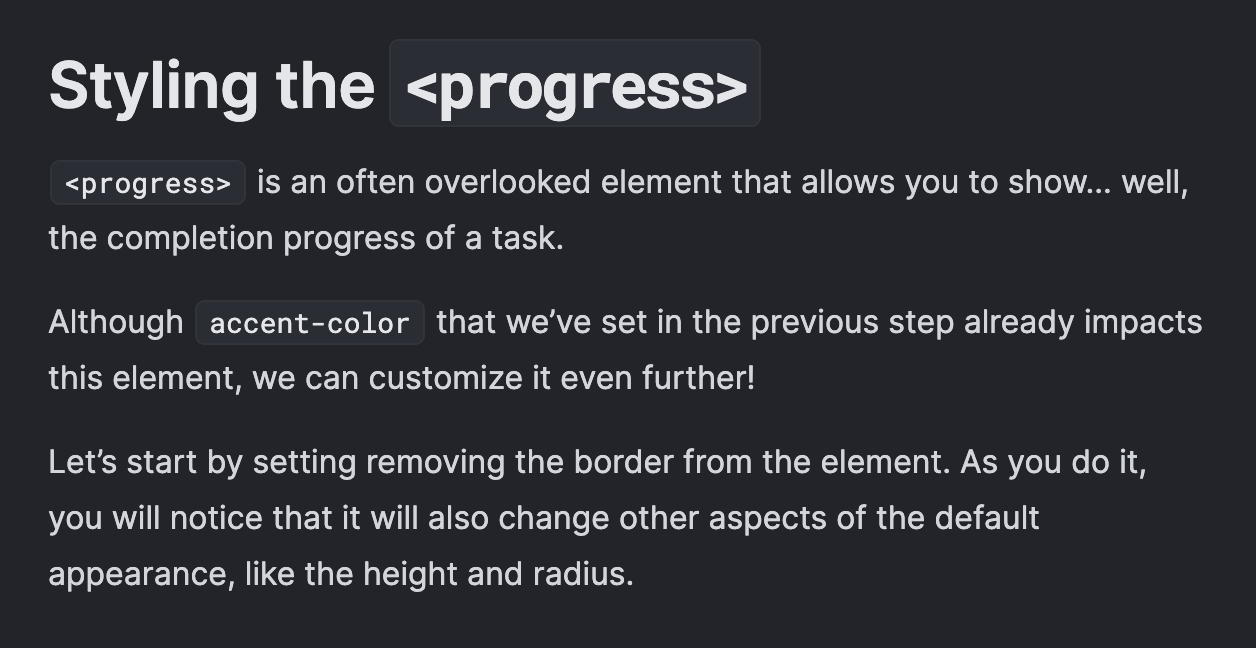 Styling the <progress>
<progress> is an often overlooked element that allows you to show... well,
the completion progress of a task.
Although accent-color that we’ve set in the previous step already impacts
this element, we can customize it even further!
Let’s start by setting removing the border from the element. As you do it,
you will notice that it will also change other aspects of the default
appearance, like the height and radius.